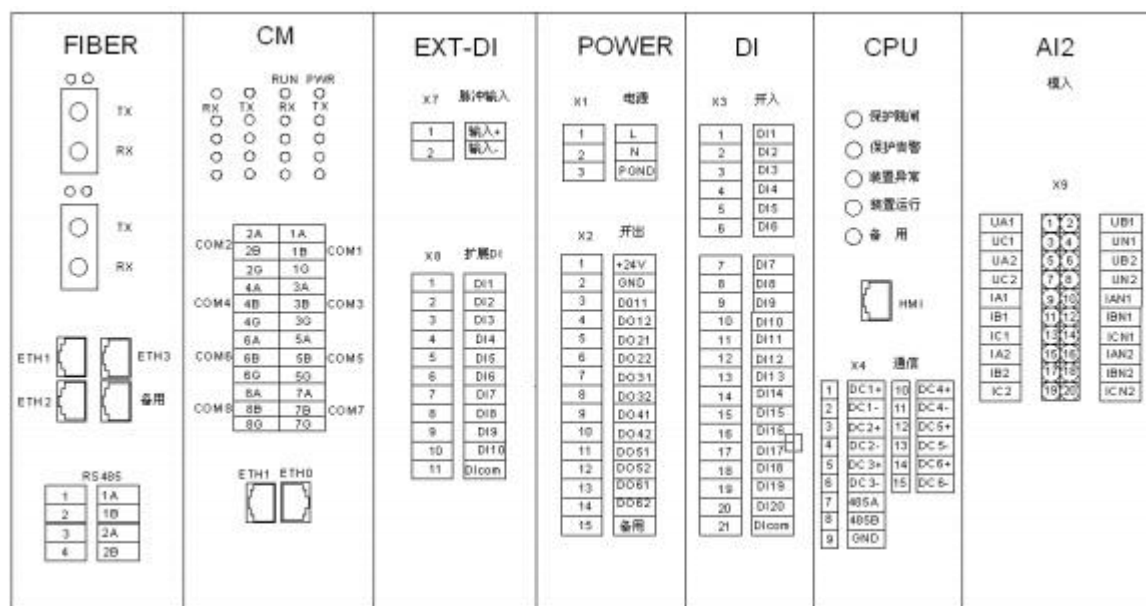 FIBER
TX
RX
TX
RX
ETH1
ETH3
ETH2
备用
RS485
1 1A
2 1B
3 2A
4 2B
CM
RUN PWR
RX TX RX TX
COM2
2A 1A
2B 1B
2G 1G
COM1
COM4
4A 3A
4B 3B
4G 3G
COM3
COM6
6A 5A
6B 5B
6G 5G
COM5
COM8
8A 7A
8B 7B
8G 7G
COM7
ETH1 ETH0
EXT-DI
X7 脉冲输入
1 输入+
2 输入-
X8 扩展DI
1 DI1
2 DI2
3 DI3
4 DI4
5 DI5
6 DI6
7 DI7
8 DI8
9 DI9
10 DI10
11 DIcom
POWER
X1 电源
1 L
2 N
3 PGND
X2 开出
1 +24V
2 GND
3 DO11
4 DO12
5 DO21
6 DO22
7 DO31
8 DO32
9 DO41
10 DO42
11 DO51
12 DO52
13 DO61
14 DO62
15 备用
DI
X3 开入
1 DI1
2 DI2
3 DI3
4 DI4
5 DI5
6 DI6
7 DI7
8 DI8
9 DI9
10 DI10
11 DI11
12 DI12
13 DI13
14 DI14
15 DI15
16 DI16
17 DI17
18 DI18
19 DI19
20 DI20
21 DIcom
CPU
保护跳闸
保护告警
装置异常
装置运行
备 用
HMI
X4 通信
1 DC1+ 10 DC4+
2 DC1- 11 DC4-
3 DC2+ 12 DC5+
4 DC2- 13 DC5-
5 DC3+ 14 DC6+
6 DC3- 15 DC6-
7 485A
8 485B
9 GND
AI2
模入
X9
UA1 1 2 UB1
UC1 3 4 UN1
UA2 5 6 UB2
UC2 7 8 UN2
IA1 9 10 IAN1
IB1 11 12 IBN1
IC1 13 14 ICN1
IA2 15 16 IAN2
IB2 17 18 IBN2
IC2 19 20 ICN2